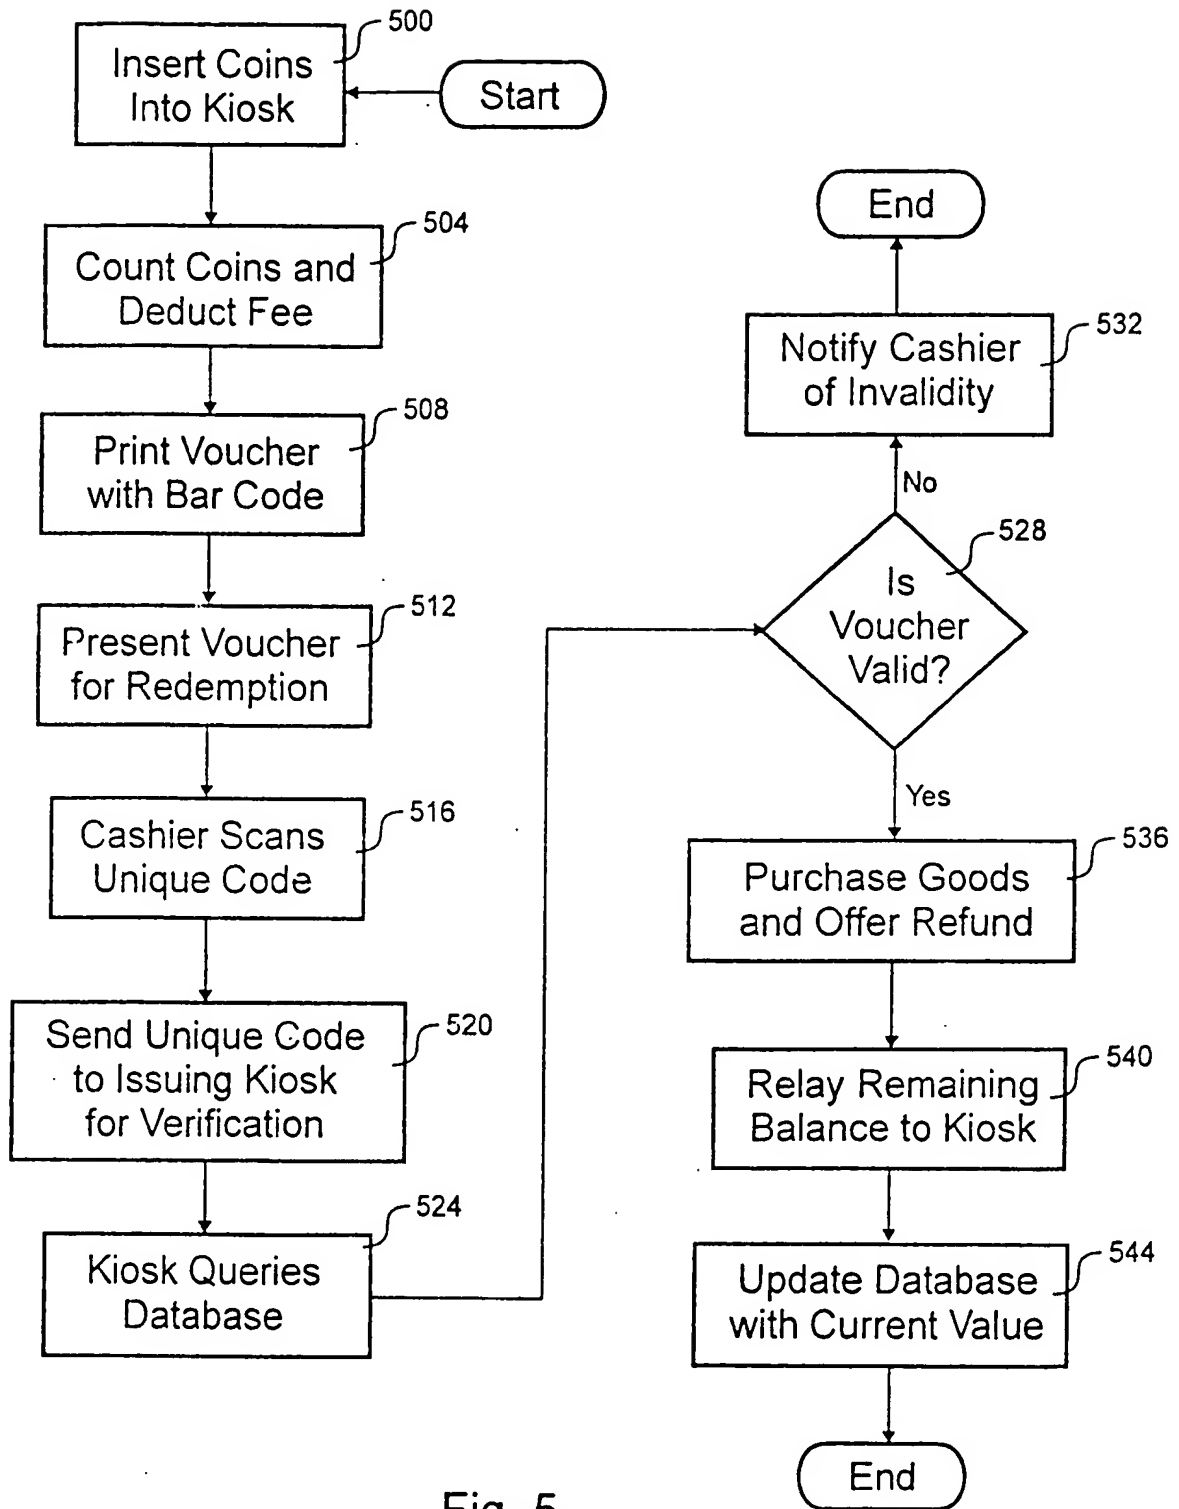 500
Insert Coins
Into Kiosk
Start
504
Count Coins and
Deduct Fee
508
Print Voucher
with Bar Code
512
Present Voucher
for Redemption
516
Cashier Scans
Unique Code
520
Send Unique Code
to Issuing Kiosk
for Verification
524
Kiosk Queries
Database
End
532
Notify Cashier
of Invalidity
No
528
Is
Voucher
Valid?
Yes
536
Purchase Goods
and Offer Refund
540
Relay Remaining
Balance to Kiosk
544
Update Database
with Current Value
End
Fig. 5